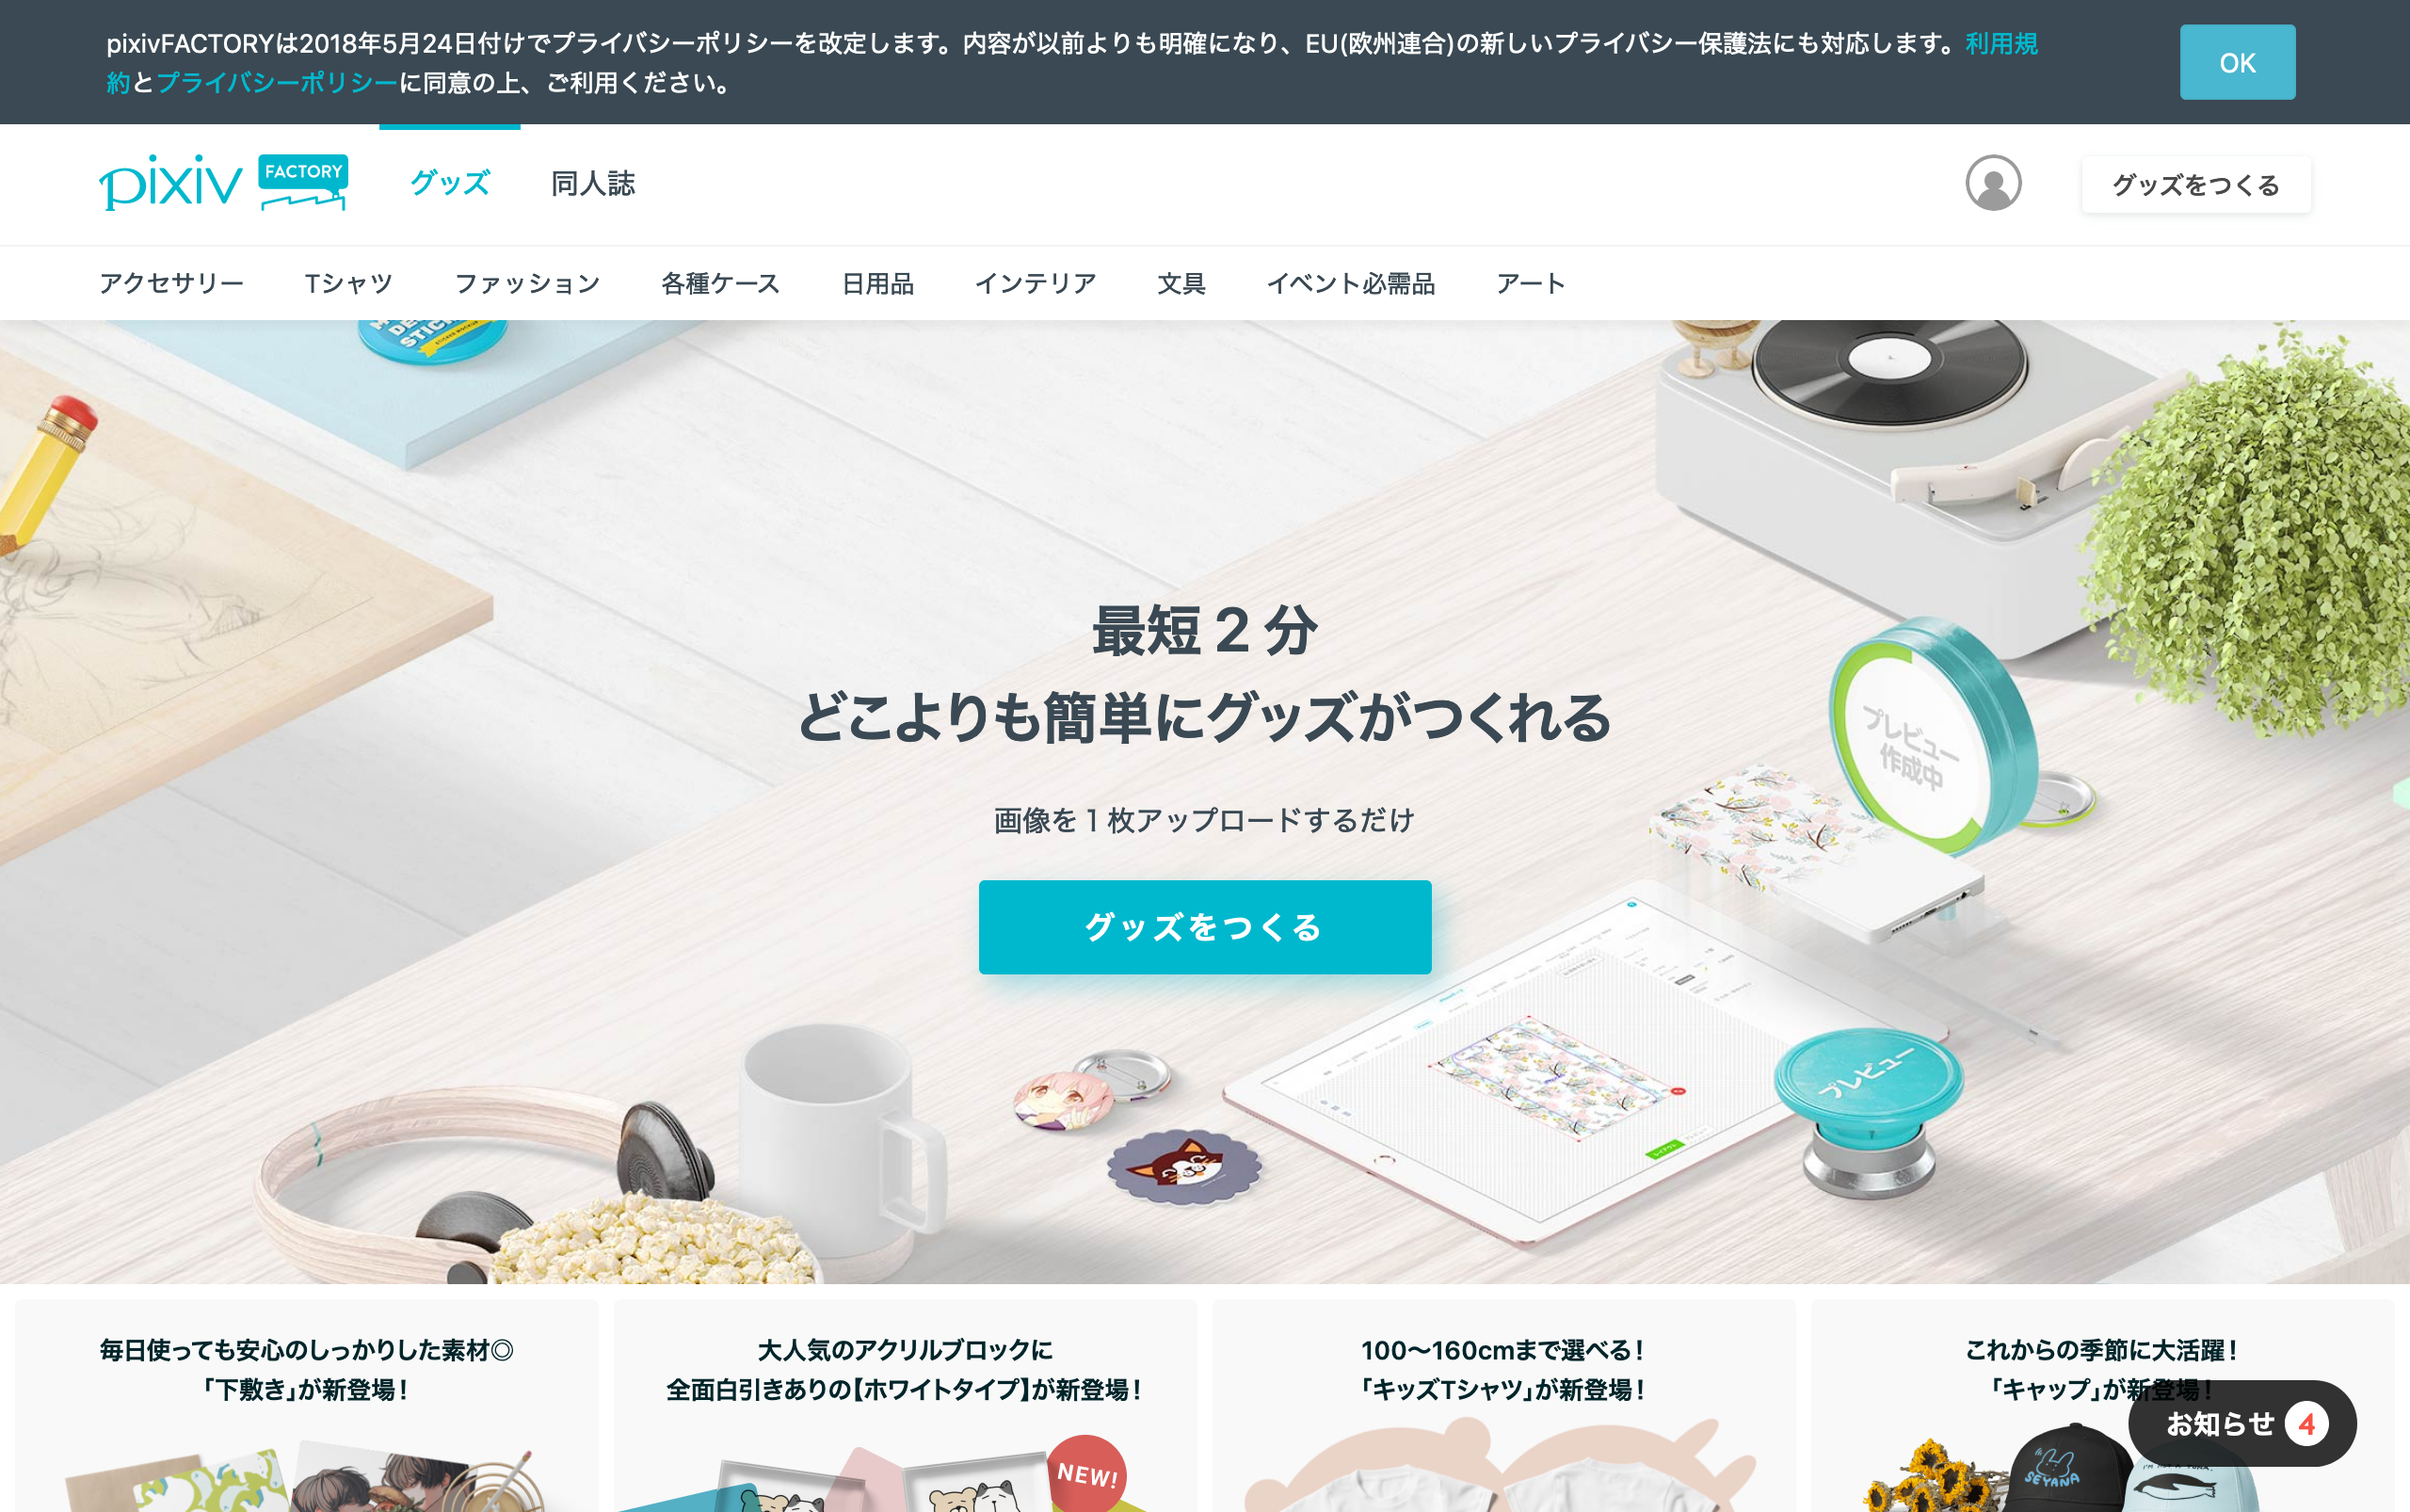 pixivFACTORYは2018年5月24日付けでプライバシーポリシーを改定します。内容が以前よりも明確になり、EU(欧州連合)の新しいプライバシー保護法にも対応します。利用規
約とプライバシーポリシーに同意の上、ご利用ください。
OK
pixiv FACTORY
グッズ
同人誌
グッズをつくる
アクセサリー
Tシャツ
ファッション
各種ケース
日用品
インテリア
文具
イベント必需品
アート
最短 2 分
どこよりも簡単にグッズがつくれる
画像を 1 枚アップロードするだけ
グッズをつくる
プレビュー
作成中
プレビュー
毎日使っても安心のしっかりした素材◎
「下敷き」が新登場！
大人気のアクリルブロックに
全面白引きありの【ホワイトタイプ】が新登場！
NEW!
100〜160cmまで選べる！
「キッズTシャツ」が新登場！
これからの季節に大活躍！
「キャップ」が新登場！
お知らせ 4
SEYANA